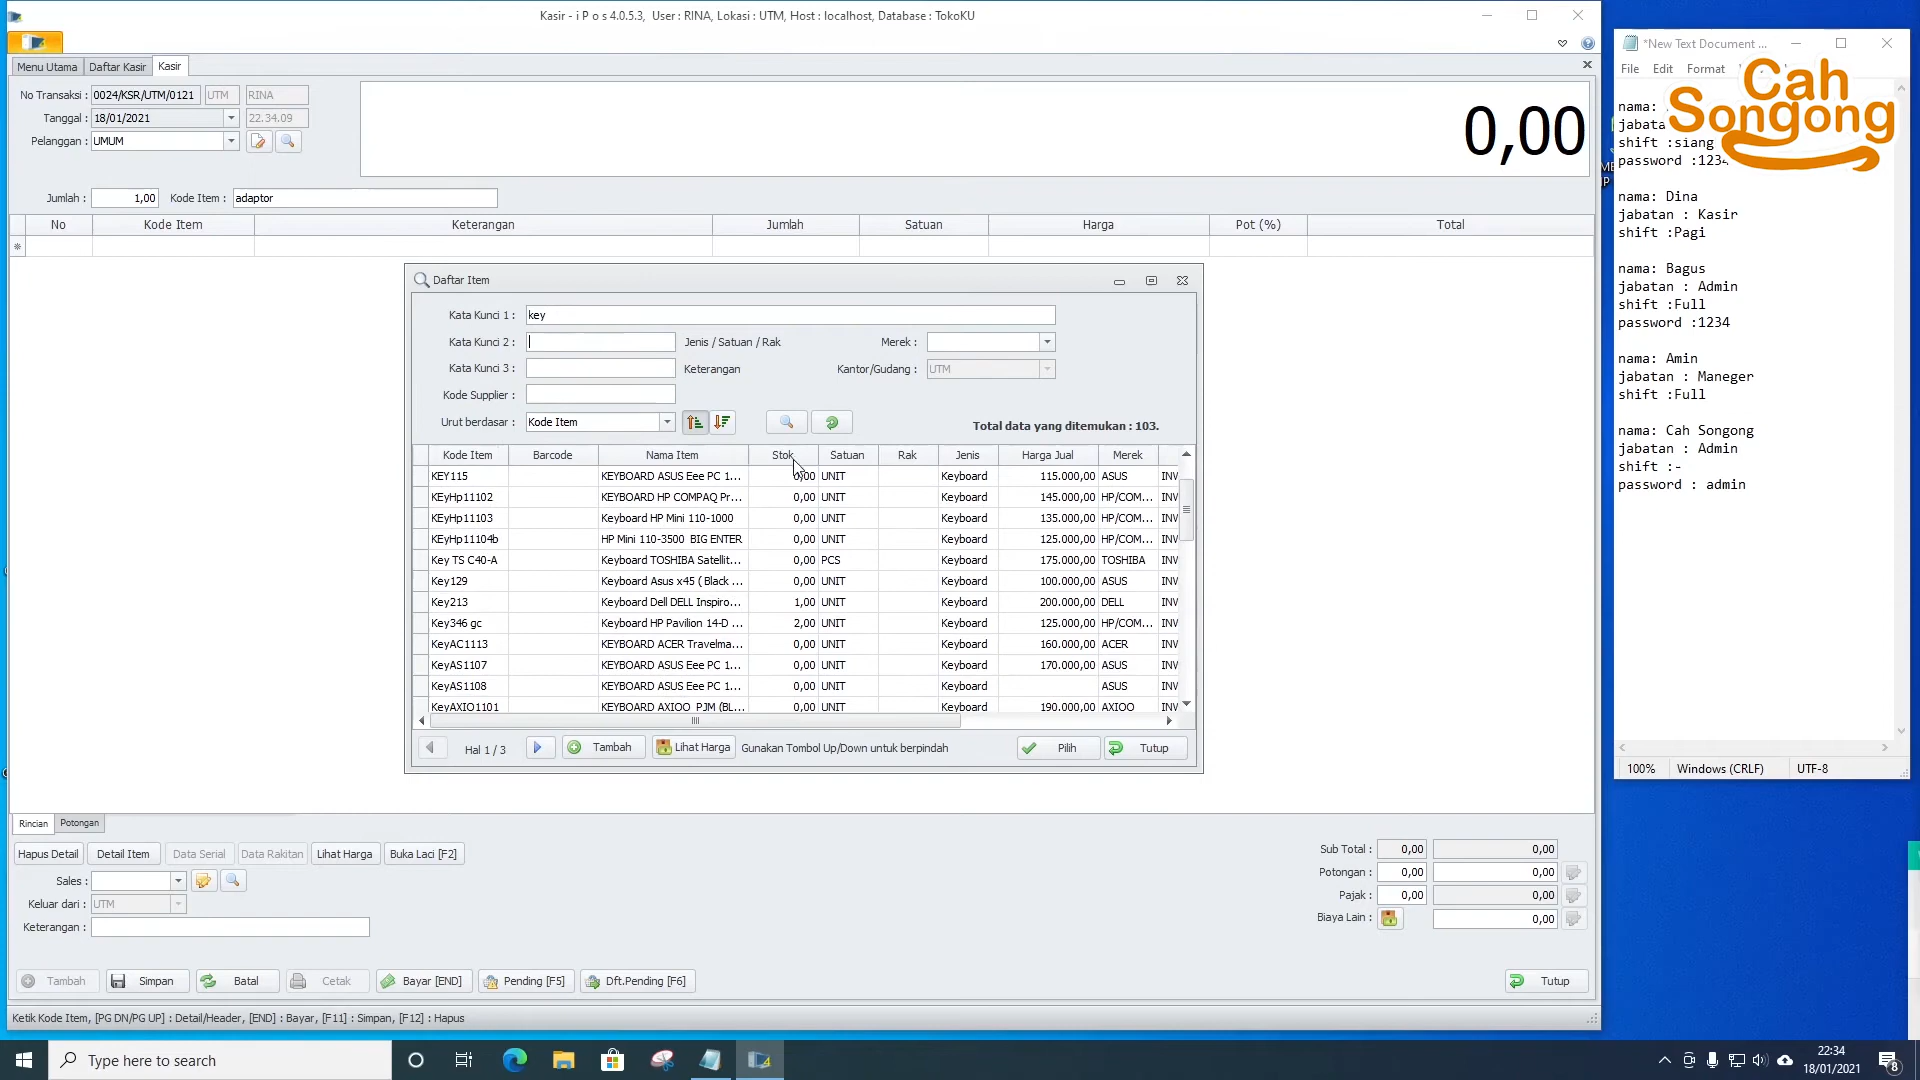 Kasir - i P o s 4.0.5.3, User : RINA, Lokasi : UTM, Host : localhost, Database : TokoKU
Menu Utama Daftar Kasir Kasir
No Transaksi : 0024/KSR/UTM/0121 UTM RINA
Tanggal : 18/01/2021 22.34.09
Pelanggan : UMUM
0,00
Jumlah : 1,00 Kode Item : adaptor
No Kode Item Keterangan Jumlah Satuan Harga Pot (%) Total
Daftar Item
Kata Kunci 1 : key
Kata Kunci 2 : Jenis / Satuan / Rak Merek :
Kata Kunci 3 : Keterangan Kantor/Gudang : UTM
Kode Supplier :
Urut berdasar : Kode Item Total data yang ditemukan : 103.
Kode Item Barcode Nama Item Stok Satuan Rak Jenis Harga Jual Merek
KEY115 KEYBOARD ASUS Eee PC 1... 0,00 UNIT Keyboard 115.000,00 ASUS INV
KEyHp11102 KEYBOARD HP COMPAQ Pr... 0,00 UNIT Keyboard 145.000,00 HP/COM... INV
KEyHp11103 Keyboard HP Mini 110-1000 0,00 UNIT Keyboard 135.000,00 HP/COM... INV
KEyHp11104b HP Mini 110-3500 BIG ENTER 0,00 UNIT Keyboard 125.000,00 HP/COM... INV
Key TS C40-A Keyboard TOSHIBA Satellit... 0,00 PCS Keyboard 175.000,00 TOSHIBA INV
Key129 Keyboard Asus x45 ( Black ... 0,00 UNIT Keyboard 100.000,00 ASUS INV
Key213 Keyboard Dell DELL Inspiro... 1,00 UNIT Keyboard 200.000,00 DELL INV
Key346 gc Keyboard HP Pavilion 14-D ... 2,00 UNIT Keyboard 125.000,00 HP/COM... INV
KeyAC1113 KEYBOARD ACER Travelma... 0,00 UNIT Keyboard 160.000,00 ACER INV
KeyAS1107 KEYBOARD ASUS Eee PC 1... 0,00 UNIT Keyboard 170.000,00 ASUS INV
KeyAS1108 KEYBOARD ASUS Eee PC 1... 0,00 UNIT Keyboard ASUS INV
KeyAXIO1101 KEYBOARD AXIOO PJM (BL... 0,00 UNIT Keyboard 190.000,00 AXIOO INV
Hal 1 / 3 Tambah Lihat Harga Gunakan Tombol Up/Down untuk berpindah Pilih Tutup
Rincian Potongan
Hapus Detail Detail Item Data Serial Data Rakitan Lihat Harga Buka Laci [F2]
Sales :
Keluar dari : UTM
Keterangan :
Sub Total : 0,00 0,00
Potongan : 0,00 0,00
Pajak : 0,00 0,00
Biaya Lain : 0,00
Tambah Simpan Batal Cetak Bayar [END] Pending [F5] Dft.Pending [F6] Tutup
Ketik Kode Item, [PG DN/PG UP] : Detail/Header, [END] : Bayar, [F11] : Simpan, [F12] : Hapus
*New Text Document ...
File Edit Format
Cah
Songong
nama:
jabata
shift :siang
password :1234
nama: Dina
jabatan : Kasir
shift :Pagi
nama: Bagus
jabatan : Admin
shift :Full
password :1234
nama: Amin
jabatan : Maneger
shift :Full
nama: Cah Songong
jabatan : Admin
shift :-
password : admin
100% Windows (CRLF) UTF-8
Type here to search
22:34
18/01/2021
8